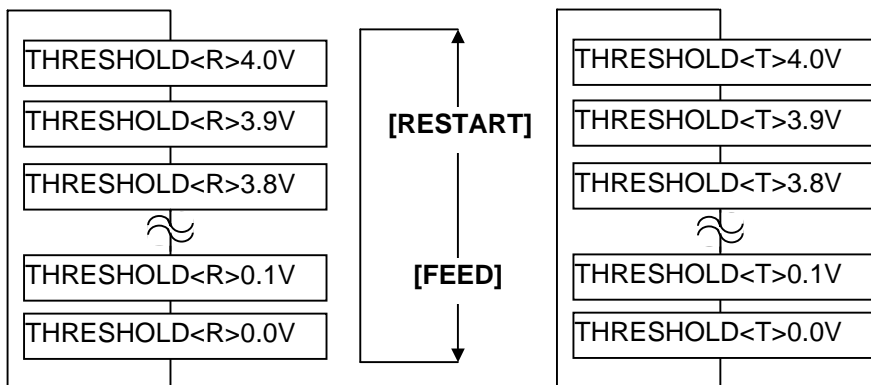 THRESHOLD<R>4.0V
THRESHOLD<R>3.9V
THRESHOLD<R>3.8V
THRESHOLD<R>0.1V
THRESHOLD<R>0.0V
[RESTART]
[FEED]
THRESHOLD<T>4.0V
THRESHOLD<T>3.9V
THRESHOLD<T>3.8V
THRESHOLD<T>0.1V
THRESHOLD<T>0.0V